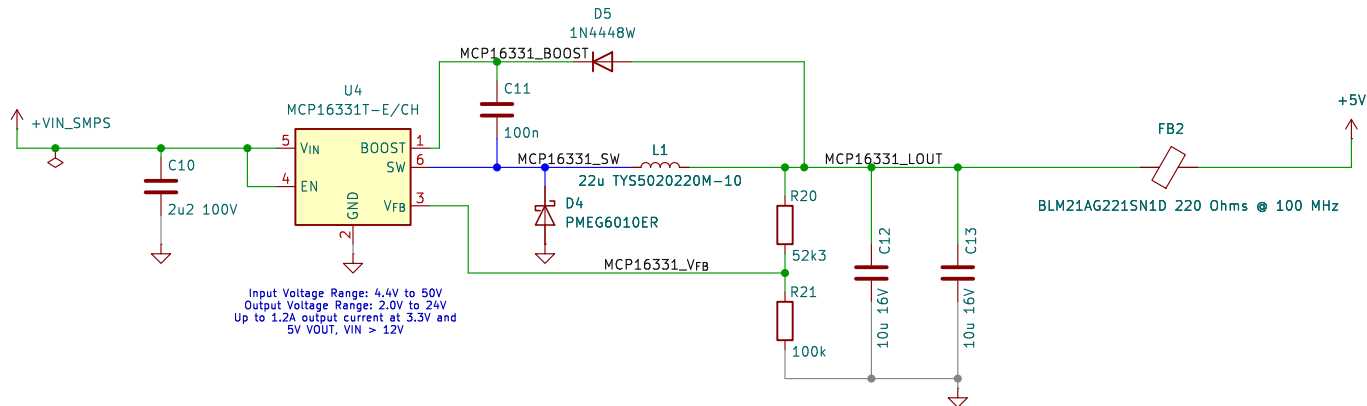 D5
1N4448W
MCP16331_BOOST
U4
MCP16331T-E/CH
C11
100n
+VIN_SMPS
C10
2u2 100V
5
VIN
BOOST
1
SW
6
4
EN
VFB
3
GND
2
MCP16331_SW
L1
22u TYS5020220M-10
D4
PMEG6010ER
MCP16331_LOUT
FB2
+5V
BLM21AG221SN1D 220 Ohms @ 100 MHz
R20
52k3
MCP16331_VFB
R21
100k
C12
10u 16V
C13
10u 16V
Input Voltage Range: 4.4V to 50V
Output Voltage Range: 2.0V to 24V
Up to 1.2A output current at 3.3V and
5V VOUT, VIN > 12V